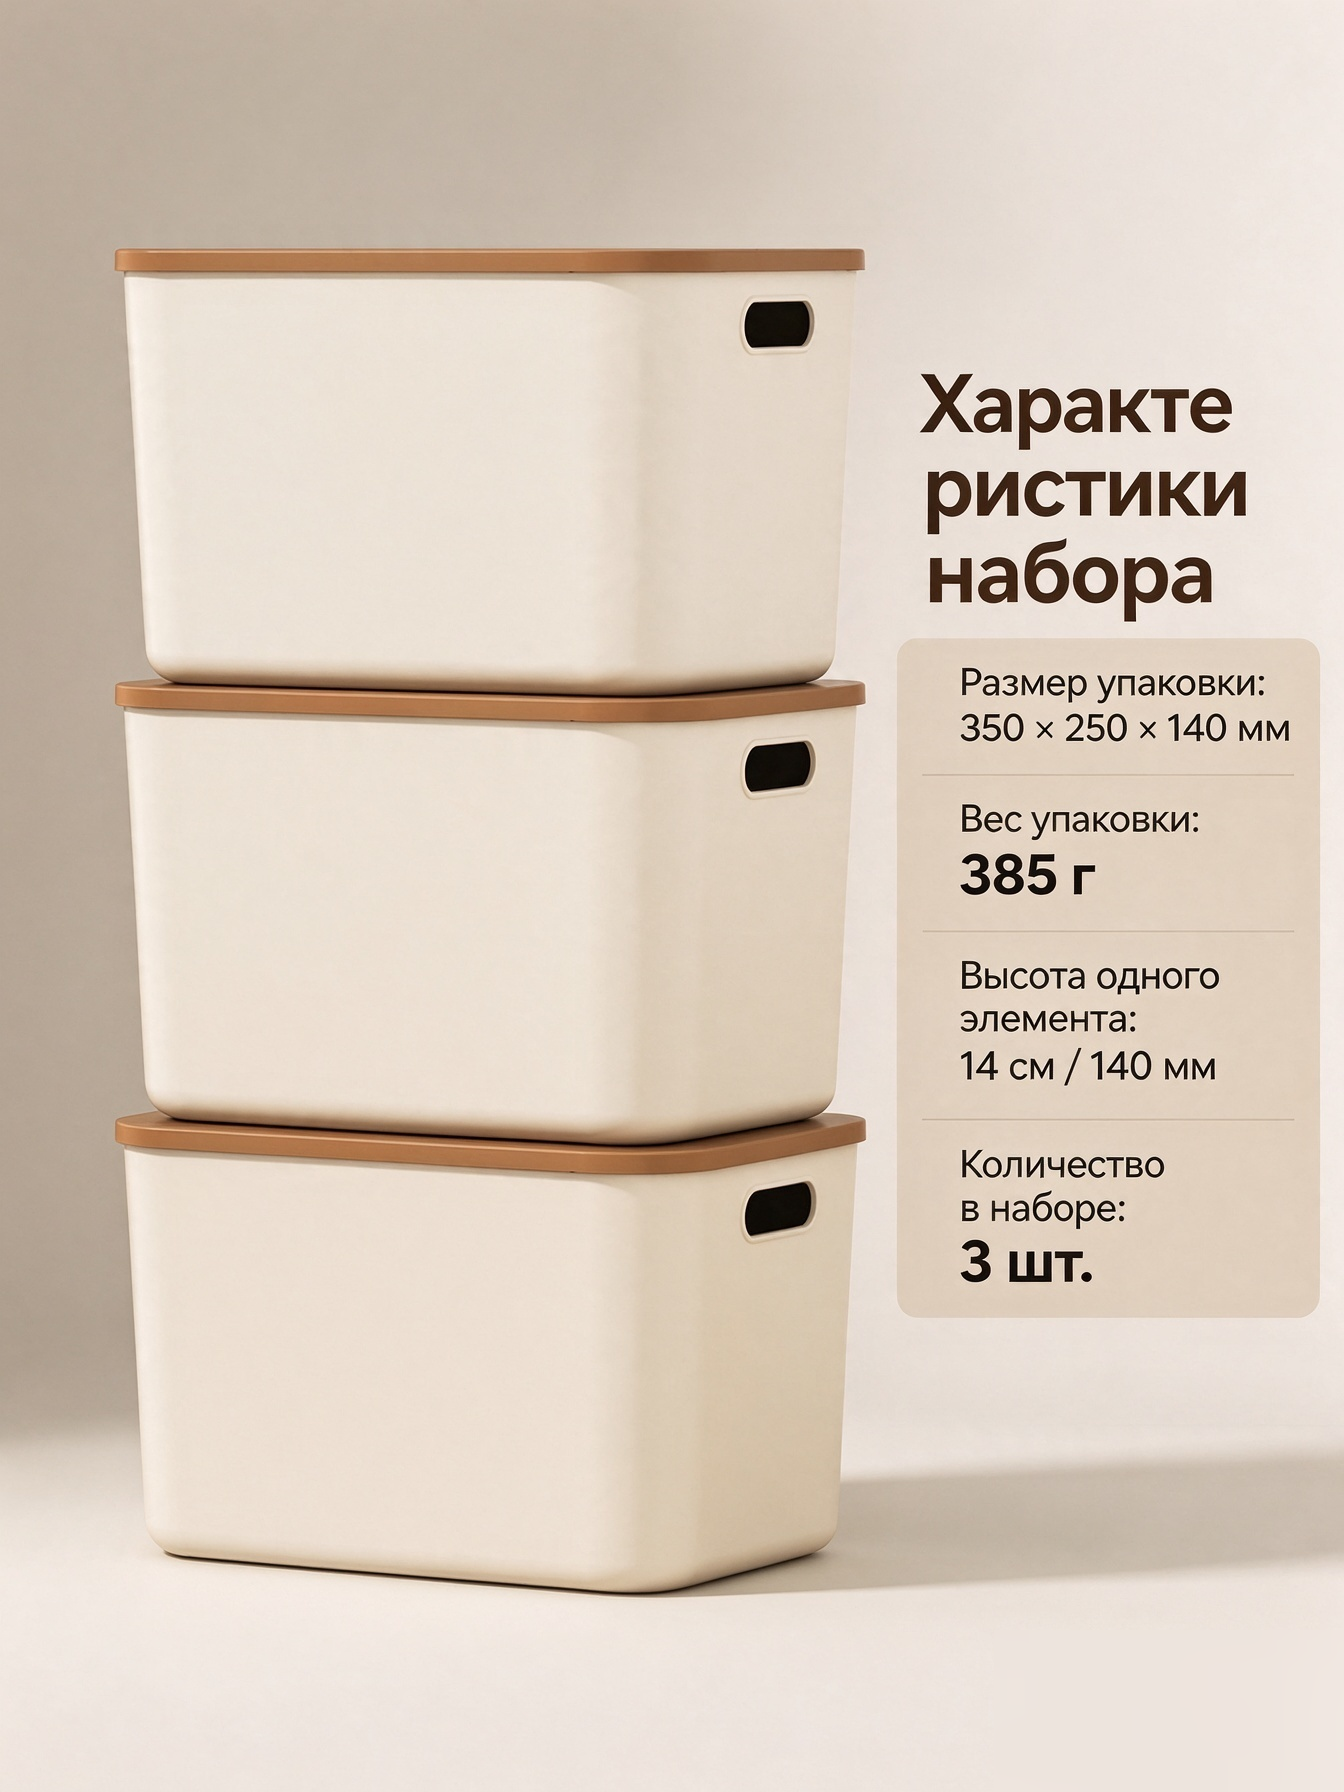 Характе
ристики
набора
Размер упаковки:
350 × 250 × 140 мм
Вес упаковки:
385 г
Высота одного
элемента:
14 см / 140 мм
Количество
в наборе:
3 шт.